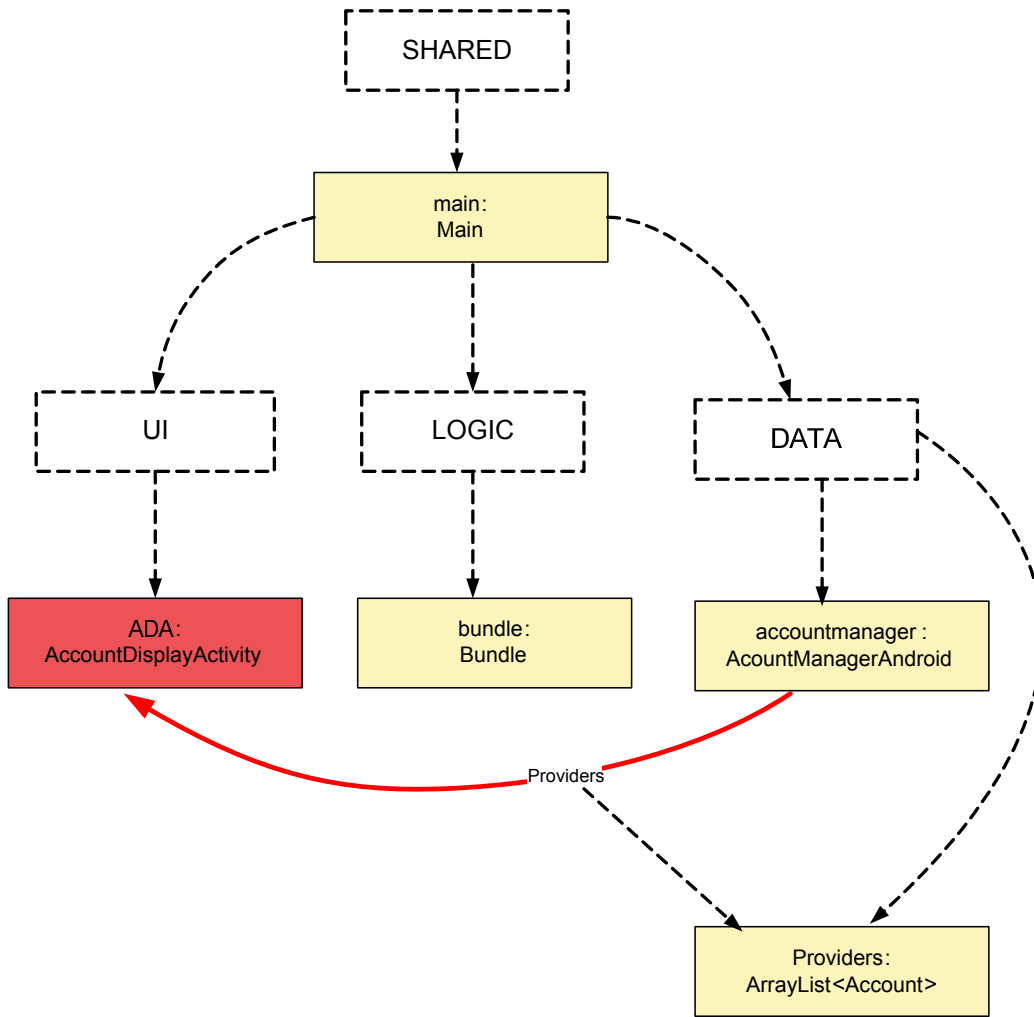 SHARED
main:
Main
UI
LOGIC
DATA
ADA:
AccountDisplayActivity
bundle:
Bundle
accountmanager :
AcountManagerAndroid
Providers
Providers:
ArrayList<Account>